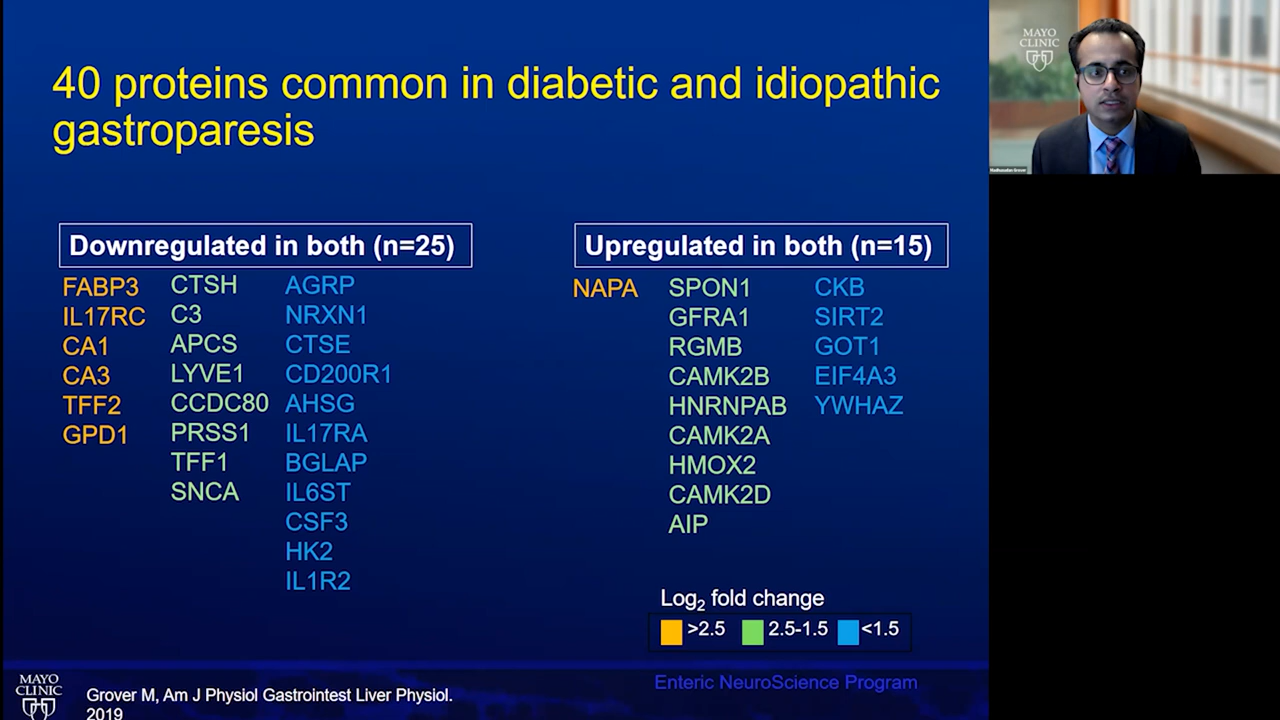 40 proteins common in diabetic and idiopathic
gastroparesis
Downregulated in both (n=25)
FABP3
IL17RC
CA1
CA3
TFF2
GPD1
CTSH
C3
APCS
LYVE1
CCDC80
PRSS1
TFF1
SNCA
AGRP
NRXN1
CTSE
CD200R1
AHSG
IL17RA
BGLAP
IL6ST
CSF3
HK2
IL1R2
Upregulated in both (n=15)
NAPA
SPON1
GFRA1
RGMB
CAMK2B
HNRNPAB
CAMK2A
HMOX2
CAMK2D
AIP
CKB
SIRT2
GOT1
EIF4A3
YWHAZ
Log₂ fold change
>2.5 2.5-1.5 <1.5
MAYO
CLINIC
Grover M, Am J Physiol Gastrointest Liver Physiol.
2019
Enteric NeuroScience Program
MAYO
CLINIC
Madhusudan Grover